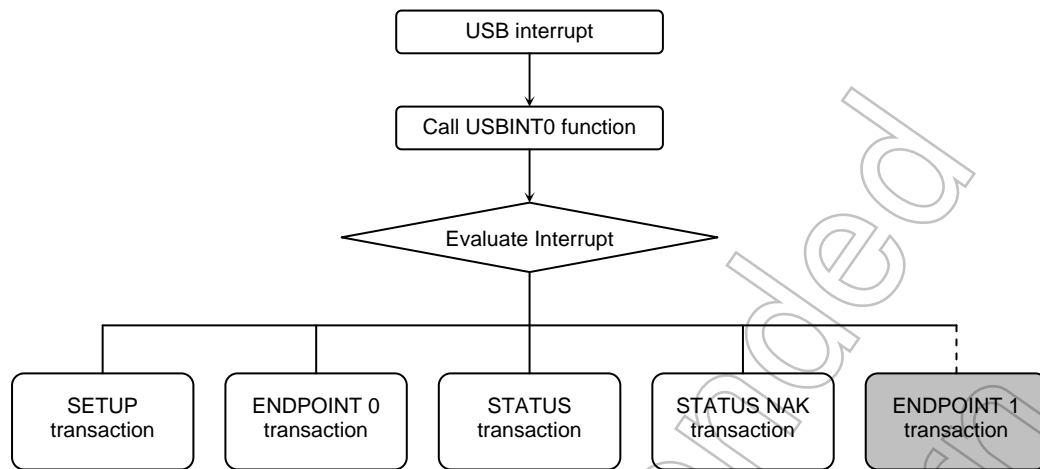 USB interrupt
Call USBINT0 function
Evaluate Interrupt
SETUP
transaction
ENDPOINT 0
transaction
STATUS
transaction
STATUS NAK
transaction
ENDPOINT 1
transaction